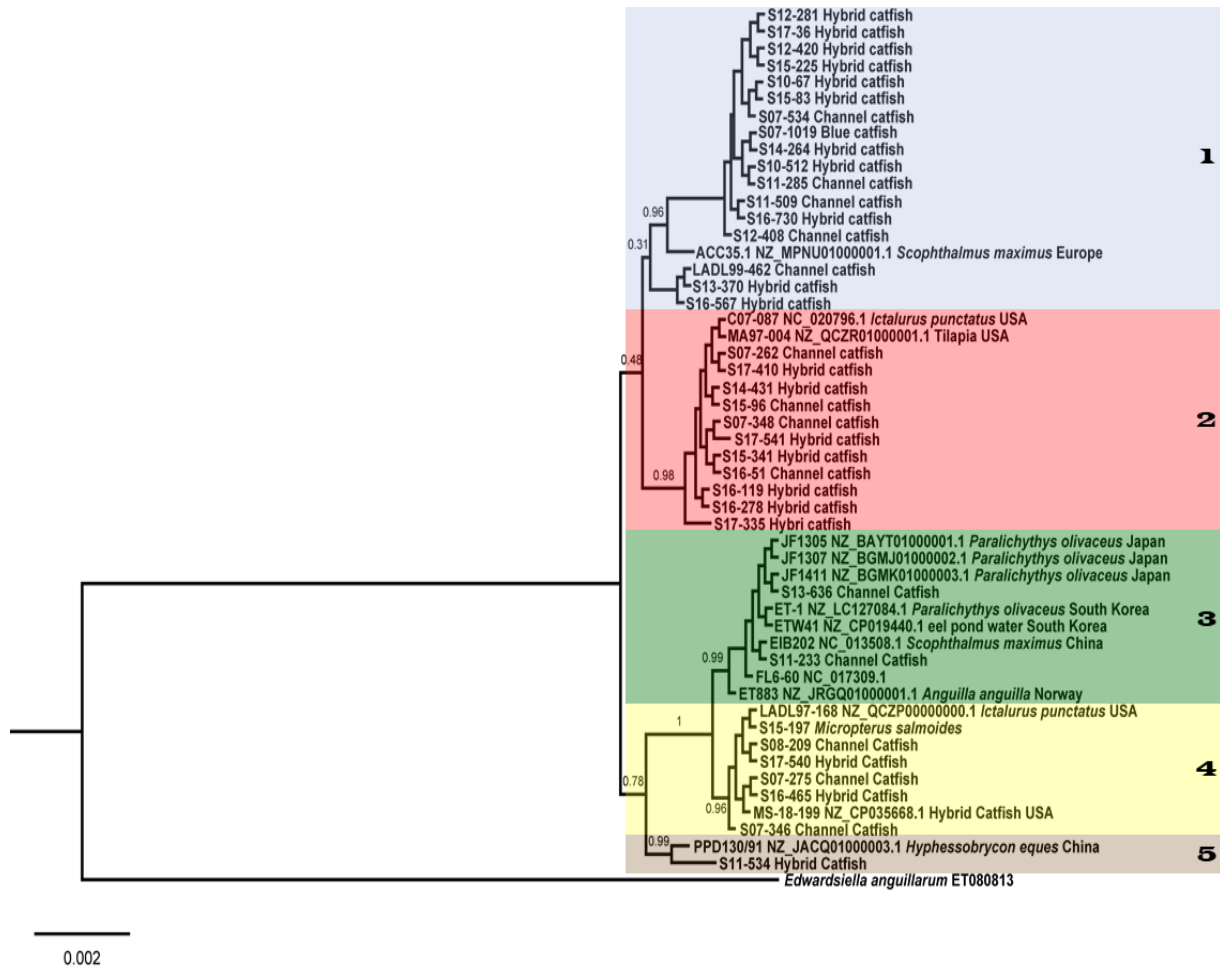 S12-281 Hybrid catfish
S17-36 Hybrid catfish
S12-420 Hybrid catfish
S15-225 Hybrid catfish
S10-67 Hybrid catfish
S15-83 Hybrid catfish
S07-534 Channel catfish
S07-1019 Blue catfish
S14-264 Hybrid catfish
1
S10-512 Hybrid catfish
S11-285 Channel catfish
S11-509 Channel catfish
0.96
S16-730 Hybrid catfish
S12-408 Channel catfish
0.31
ACC35.1 NZ_MPNU01000001.1 Scophthalmus maximus Europe
LADL99-462 Channel catfish
S13-370 Hybrid catfish
S16-567 Hybrid catfish
C07-087 NC_020796.1 Ictalurus punctatus USA
MA97-004 NZ_QCZR01000001.1 Tilapia USA
0.48
S07-262 Channel catfish
S17-410 Hybrid catfish
S14-431 Hybrid catfish
S15-96 Channel catfish
2
S07-348 Channel catfish
S17-541 Hybrid catfish
S15-341 Hybrid catfish
0.98
S16-51 Channel catfish
S16-119 Hybrid catfish
S16-278 Hybrid catfish
S17-335 Hybri catfish
JF1305 NZ_BAYT01000001.1 Paralichythys olivaceus Japan
JF1307 NZ_BGMJ01000002.1 Paralichythys olivaceus Japan
JF1411 NZ_BGMK01000003.1 Paralichythys olivaceus Japan
S13-636 Channel Catfish
ET-1 NZ_LC127084.1 Paralichythys olivaceus South Korea
3
ETW41 NZ_CP019440.1 eel pond water South Korea
EIB202 NC_013508.1 Scophthalmus maximus China
0.99
S11-233 Channel Catfish
FL6-60 NC_017309.1
ET883 NZ_JRGQ01000001.1 Anguilla anguilla Norway
LADL97-168 NZ_QCZP00000000.1 Ictalurus punctatus USA
1
S15-197 Micropterus salmoides
S08-209 Channel Catfish
S17-540 Hybrid Catfish
4
0.78
S07-275 Channel Catfish
S16-465 Hybrid Catfish
0.96
MS-18-199 NZ_CP035668.1 Hybrid Catfish USA
S07-346 Channel Catfish
0.99
PPD130/91 NZ_JACQ01000003.1 Hyphessobrycon eques China
5
S11-534 Hybrid Catfish
Edwardsiella anguillarum ET080813
0.002